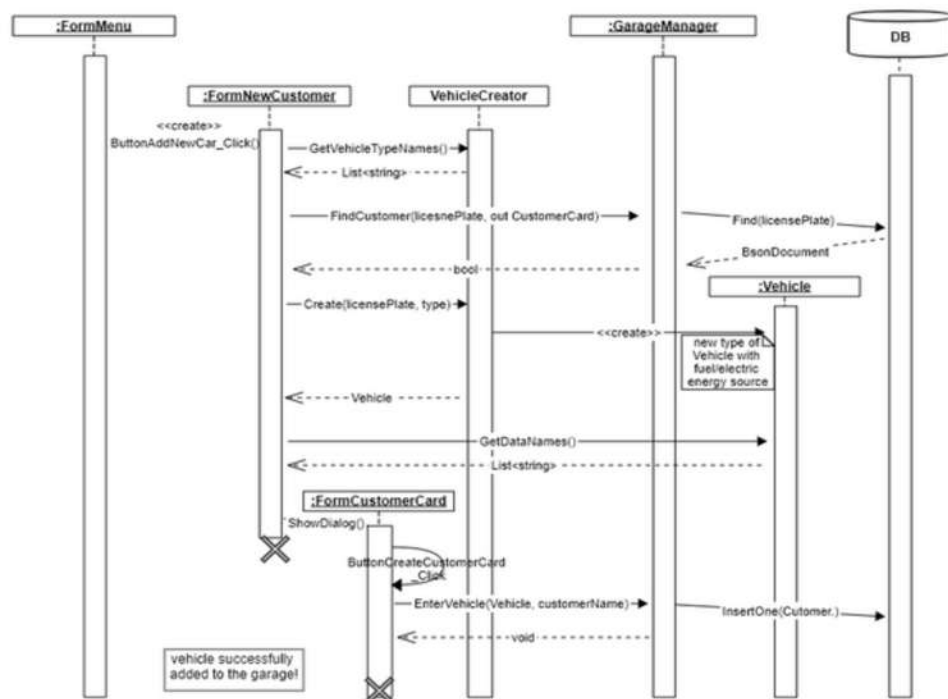 :FormMenu
:GarageManager
DB
:FormNewCustomer
VehicleCreator
<<create>>
ButtonAddNewCar_Click()
GetVehicleTypeNames()
List<string>
FindCustomer(licesnePlate, out CustomerCard)
Find(licensePlate)
BsonDocument
bool
:Vehicle
Create(licensePlate, type)
<<create>>
new type of
Vehicle with
fuel/electric
energy source
Vehicle
GetDataNames()
List<string>
:FormCustomerCard
ShowDialog()
ButtonCreateCustomerCard
_Click
EnterVehicle(Vehicle, customerName)
InsertOne(Cutomer.)
void
vehicle successfully
added to the garage!